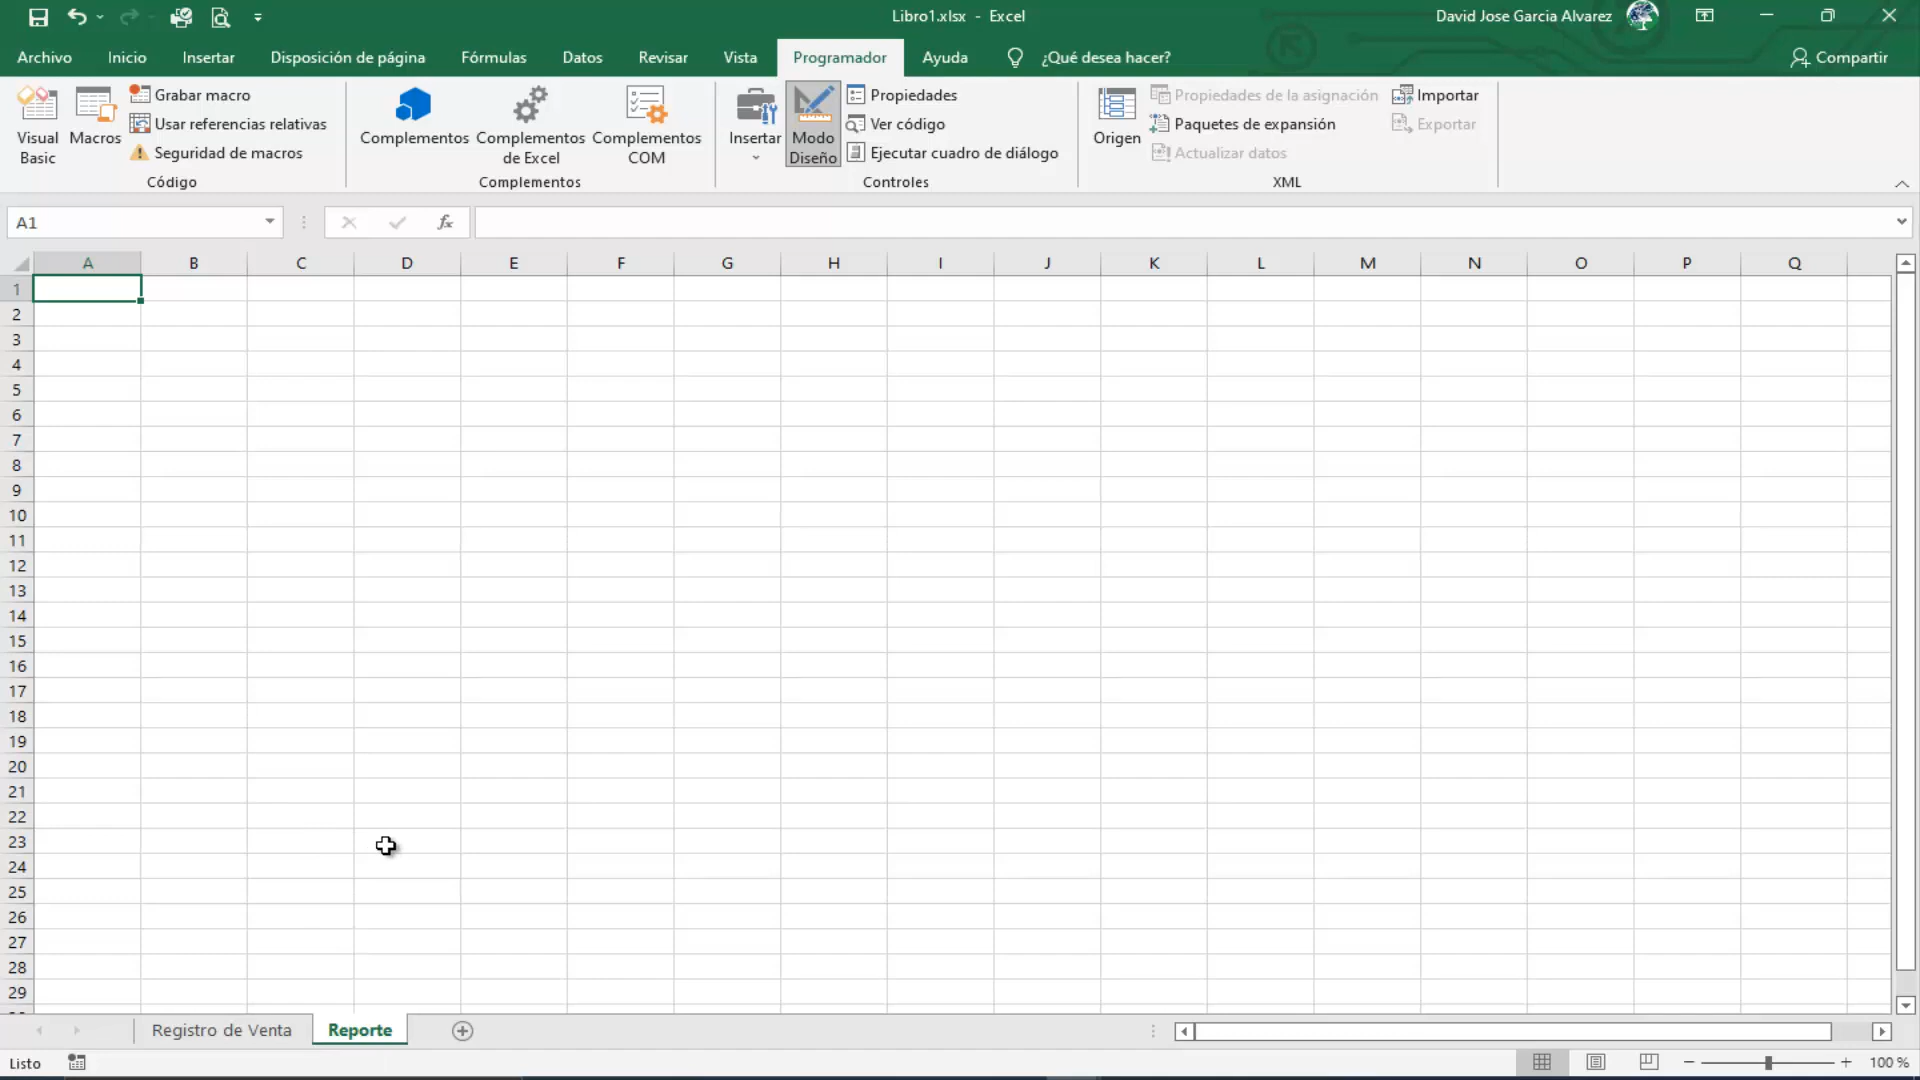 Libro1.xlsx - Excel
David Jose Garcia Alvarez
Archivo Inicio Insertar Disposición de página Fórmulas Datos Revisar Vista Programador Ayuda ¿Qué desea hacer? Compartir
Visual Basic
Macros
Grabar macro
Usar referencias relativas
Seguridad de macros
Código
Complementos
Complementos de Excel
Complementos COM
Complementos
Insertar
Modo Diseño
Propiedades
Ver código
Ejecutar cuadro de diálogo
Controles
Origen
Propiedades de la asignación
Paquetes de expansión
Actualizar datos
Importar
Exportar
XML
A1
fx
A B C D E F G H I J K L M N O P Q
1
2
3
4
5
6
7
8
9
10
11
12
13
14
15
16
17
18
19
20
21
22
23
24
25
26
27
28
29
Registro de Venta Reporte
Listo
100 %